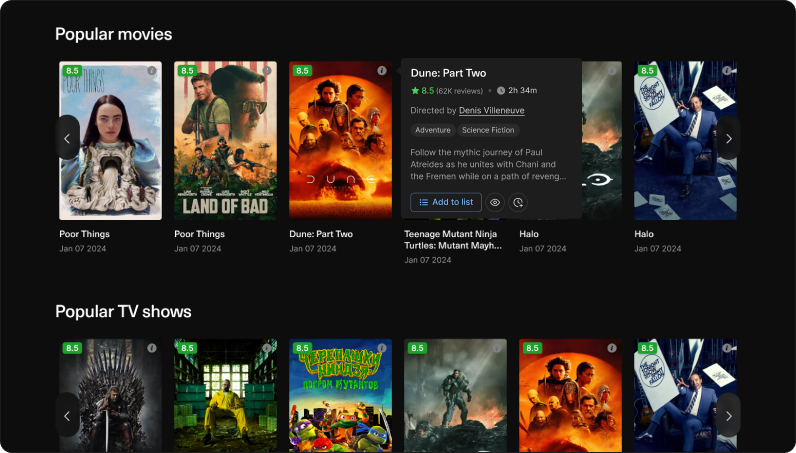 Popular movies
8.5
POOR THINGS
8.5
LAND OF BAD
Poor Things
Jan 07 2024
Poor Things
Jan 07 2024
8.5
DUNE
Dune: Part Two
Jan 07 2024
Dune: Part Two
8.5 (62K reviews) • 2h 34m
Directed by Denis Villeneuve
Adventure
Science Fiction
Follow the mythic journey of Paul
Atreides as he unites with Chani and
the Fremen while on a path of reveng...
Add to list
Teenage Mutant Ninja
Turtles: Mutant Mayh...
Jan 07 2024
Halo
Jan 07 2024
8.5
THE TONIGHT SHOW
Halo
Jan 07 2024
Popular TV shows
8.5
8.5
8.5
ЧЕРЕПАШКИ
НИНДЗЯ
ПОГРОМ МУТАНТОВ
8.5
8.5
8.5